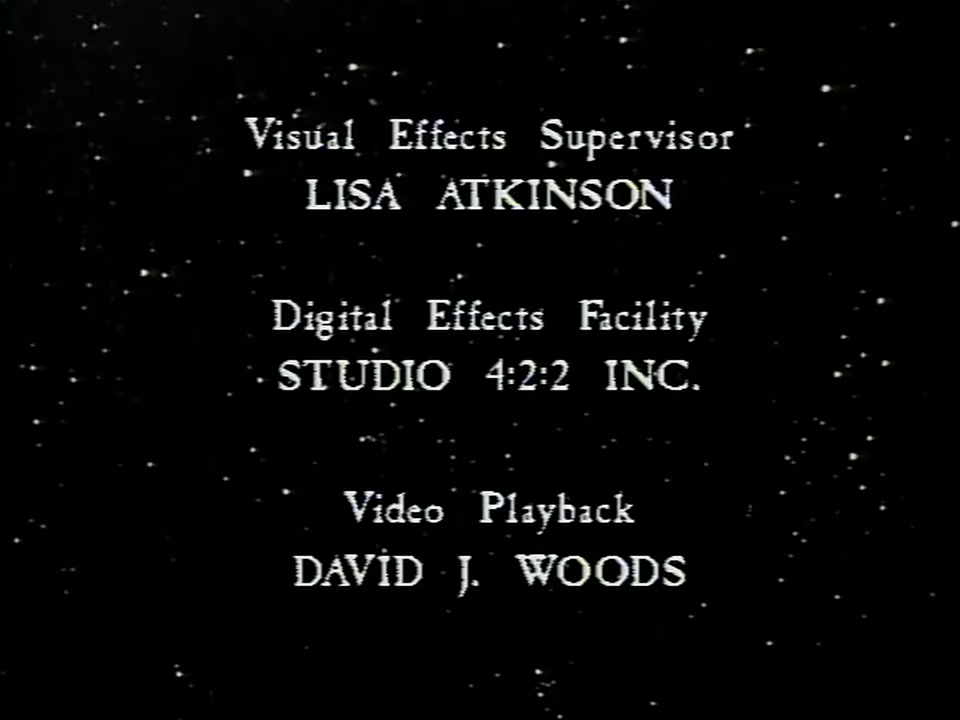 Visual Effects Supervisor
LISA ATKINSON
Digital Effects Facility
STUDIO 4:2:2 INC.
Video Playback
DAVID J. WOODS